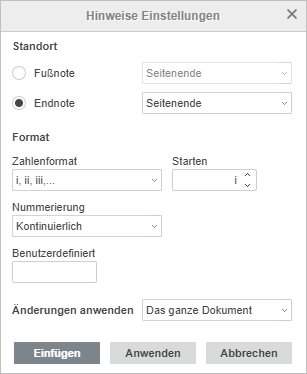 Hinweise Einstellungen
Standort
Fußnote Seitenende
Endnote Seitenende
Format
Zahlenformat Starten
i, ii, iii,... i
Nummerierung
Kontinuierlich
Benutzerdefiniert
Änderungen anwenden Das ganze Dokument
Einfügen Anwenden Abbrechen